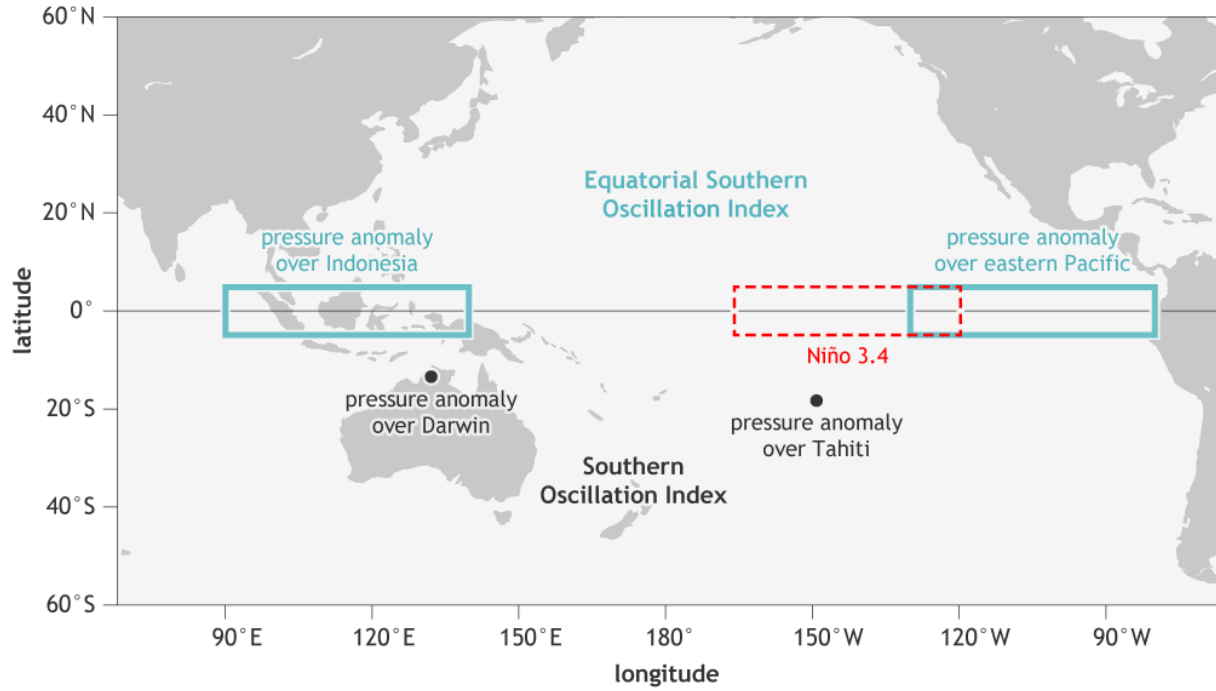 60°N
40°N
20°N
0°
20°S
40°S
60°S
latitude
Equatorial Southern
Oscillation Index
pressure anomaly
over Indonesia
pressure anomaly
over eastern Pacific
Niño 3.4
pressure anomaly
over Darwin
pressure anomaly
over Tahiti
Southern
Oscillation Index
90°E
120°E
150°E
180°
150°W
120°W
90°W
longitude